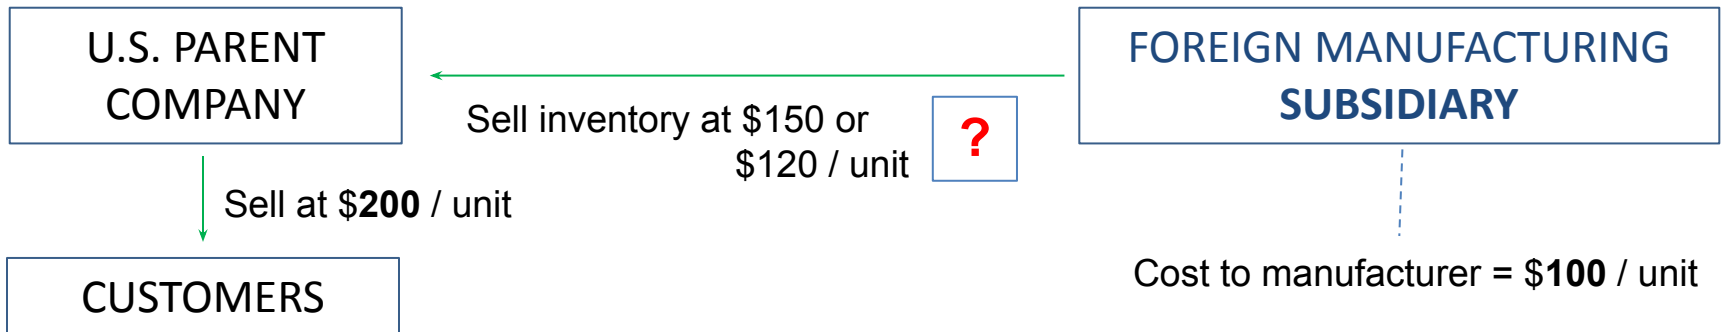 U.S. PARENT
COMPANY
FOREIGN MANUFACTURING
SUBSIDIARY
Sell inventory at $150 or
$120 / unit
?
Sell at $200 / unit
Cost to manufacturer = $100 / unit
CUSTOMERS